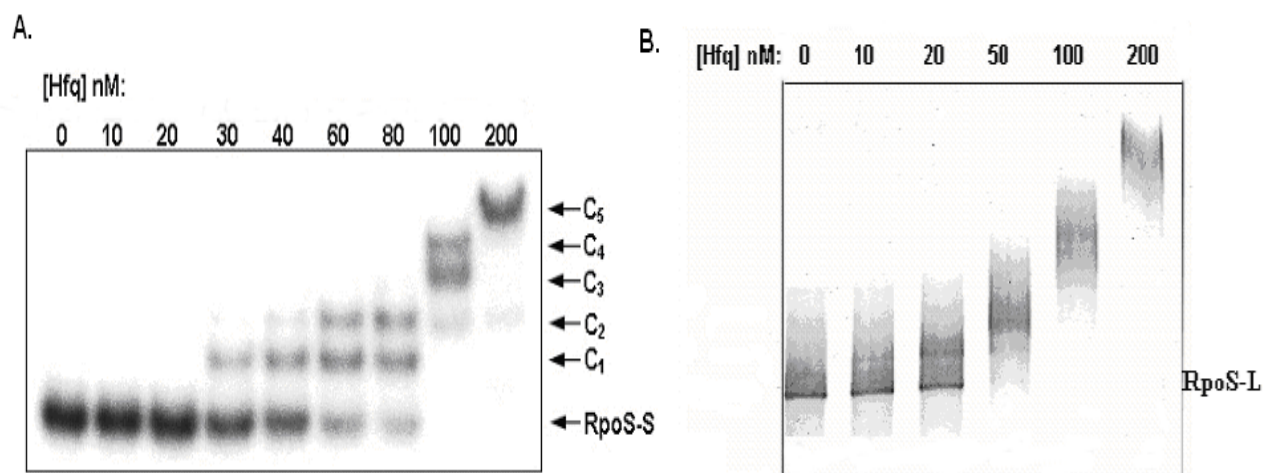 A.
[Hfq] nM:
0 10 20 30 40 60 80 100 200
←C₅
←C₄
←C₃
←C₂
←C₁
←RpoS-S
B.
[Hfq] nM: 0 10 20 50 100 200
RpoS-L